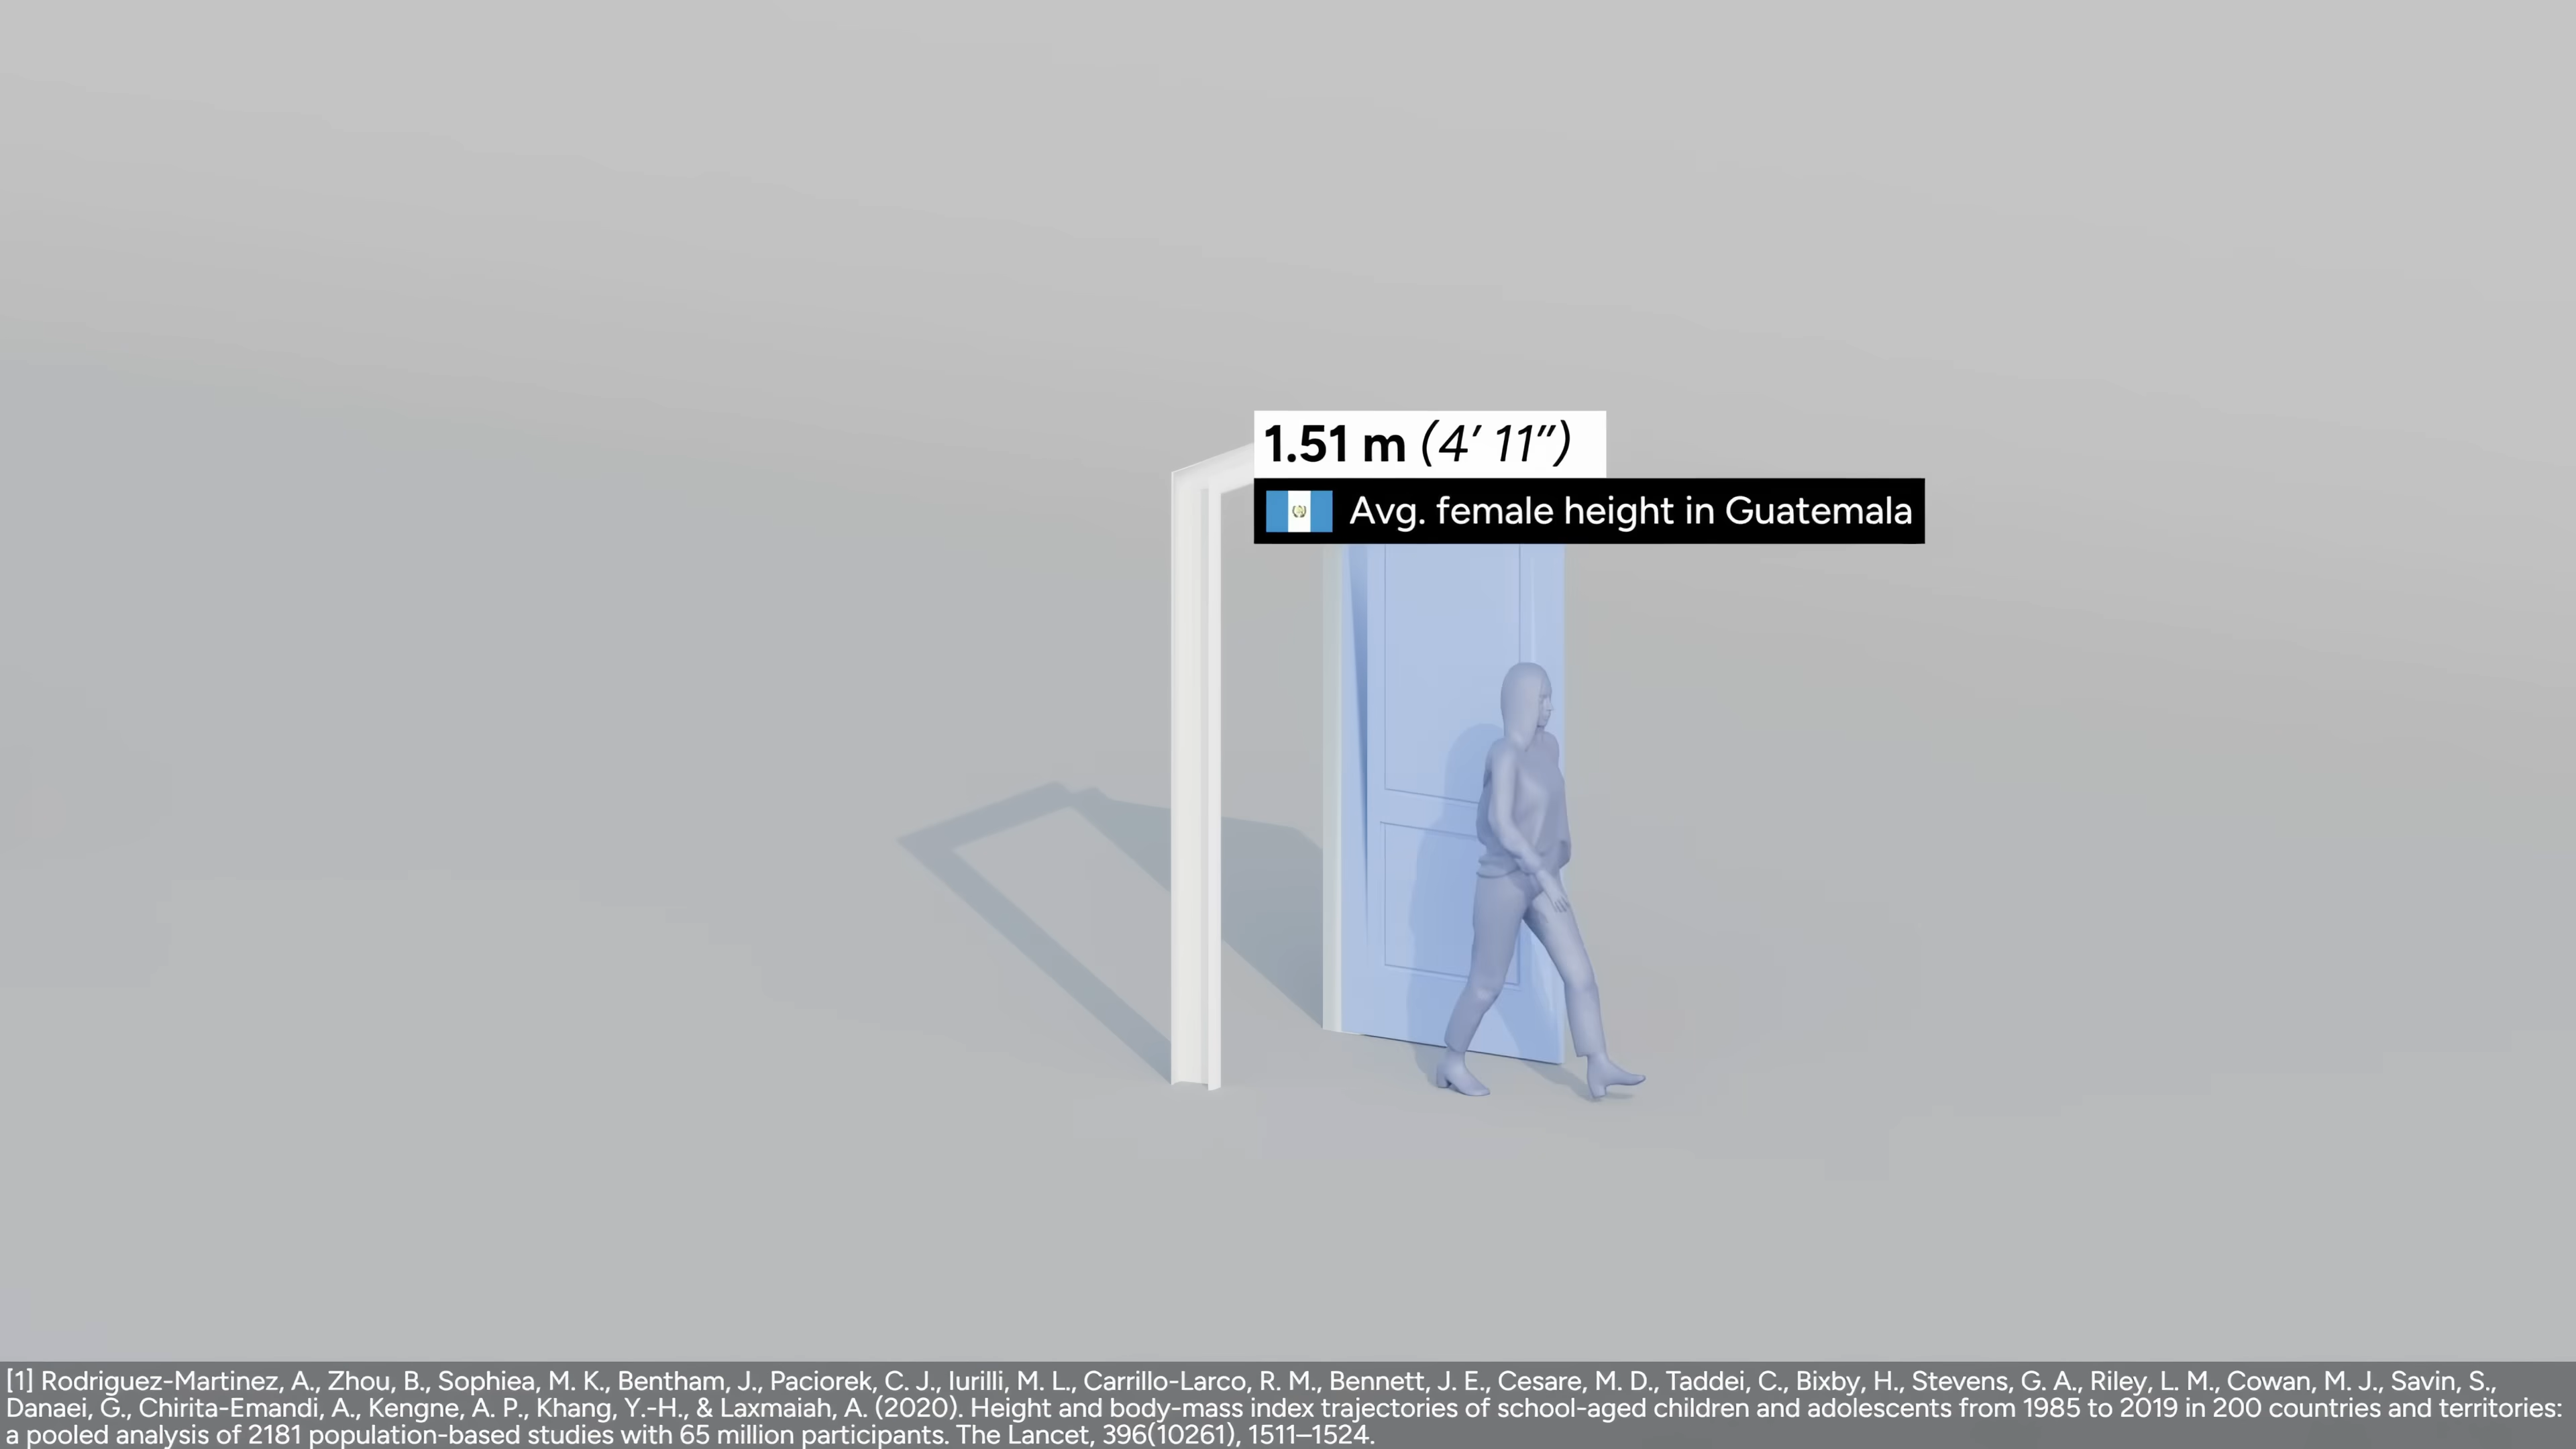 1.51 m (4′ 11″)
Avg. female height in Guatemala
[1] Rodriguez-Martinez, A., Zhou, B., Sophiea, M. K., Bentham, J., Paciorek, C. J., Iurilli, M. L., Carrillo-Larco, R. M., Bennett, J. E., Cesare, M. D., Taddei, C., Bixby, H., Stevens, G. A., Riley, L. M., Cowan, M. J., Savin, S.,
Danaei, G., Chirita-Emandi, A., Kengne, A. P., Khang, Y.-H., & Laxmaiah, A. (2020). Height and body-mass index trajectories of school-aged children and adolescents from 1985 to 2019 in 200 countries and territories:
a pooled analysis of 2181 population-based studies with 65 million participants. The Lancet, 396(10261), 1511–1524.